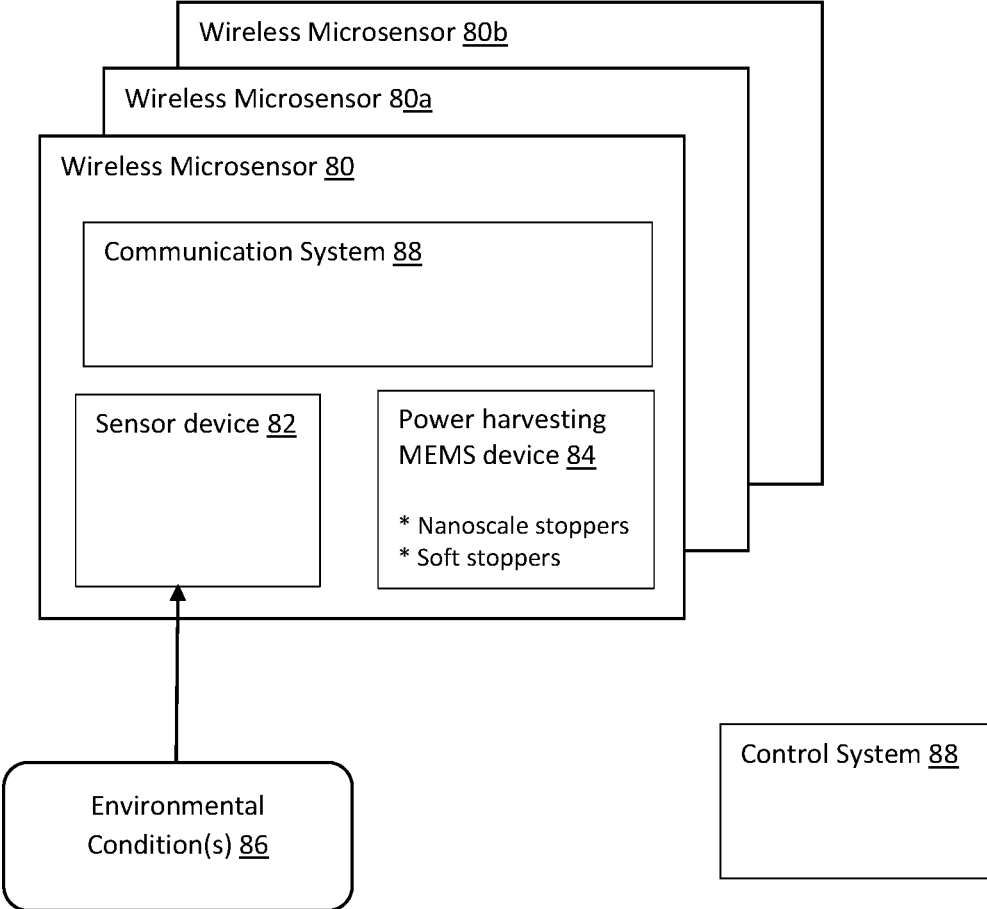 Wireless Microsensor 80b
Wireless Microsensor 80a
Wireless Microsensor 80
Communication System 88
Sensor device 82
Power harvesting
MEMS device 84
* Nanoscale stoppers
* Soft stoppers
Environmental
Condition(s) 86
Control System 88